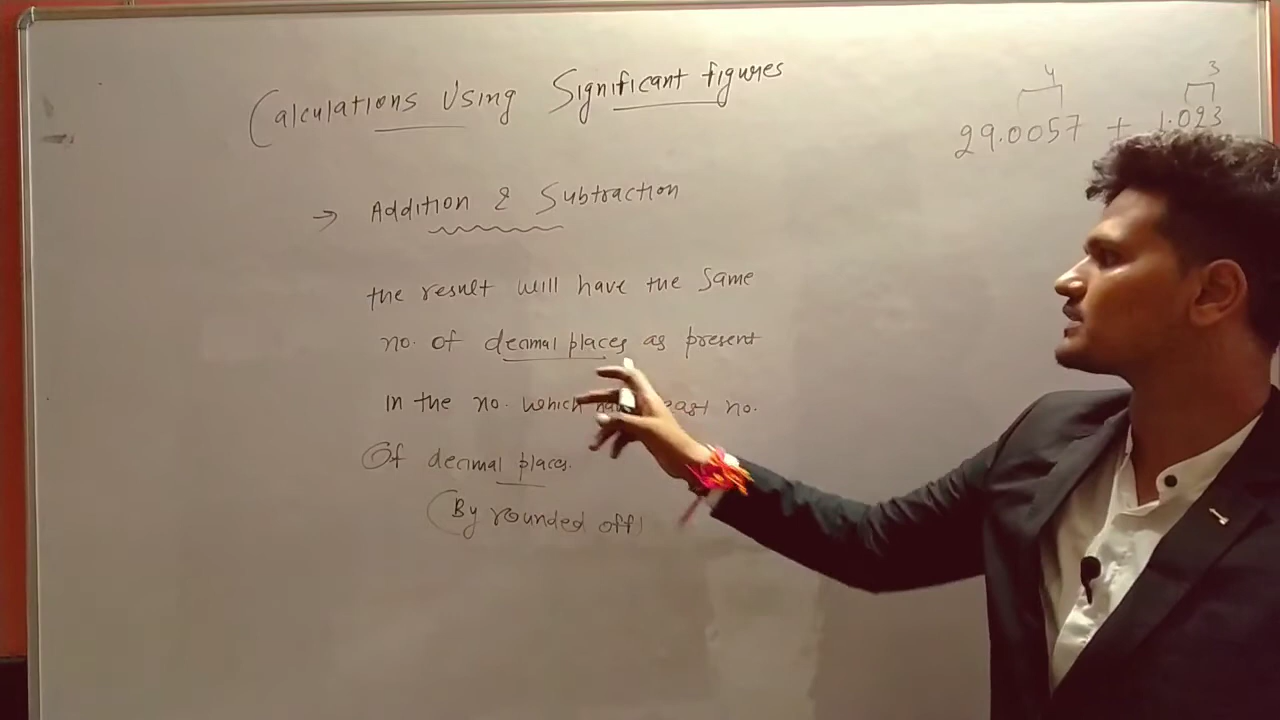 Calculations Using Significant figures
4
3
29.0057 + 1.023
→ Addition & Subtraction
the result will have the same
no. of decimal places as present
in the no. which no.
Of decimal places.
(By rounded off)